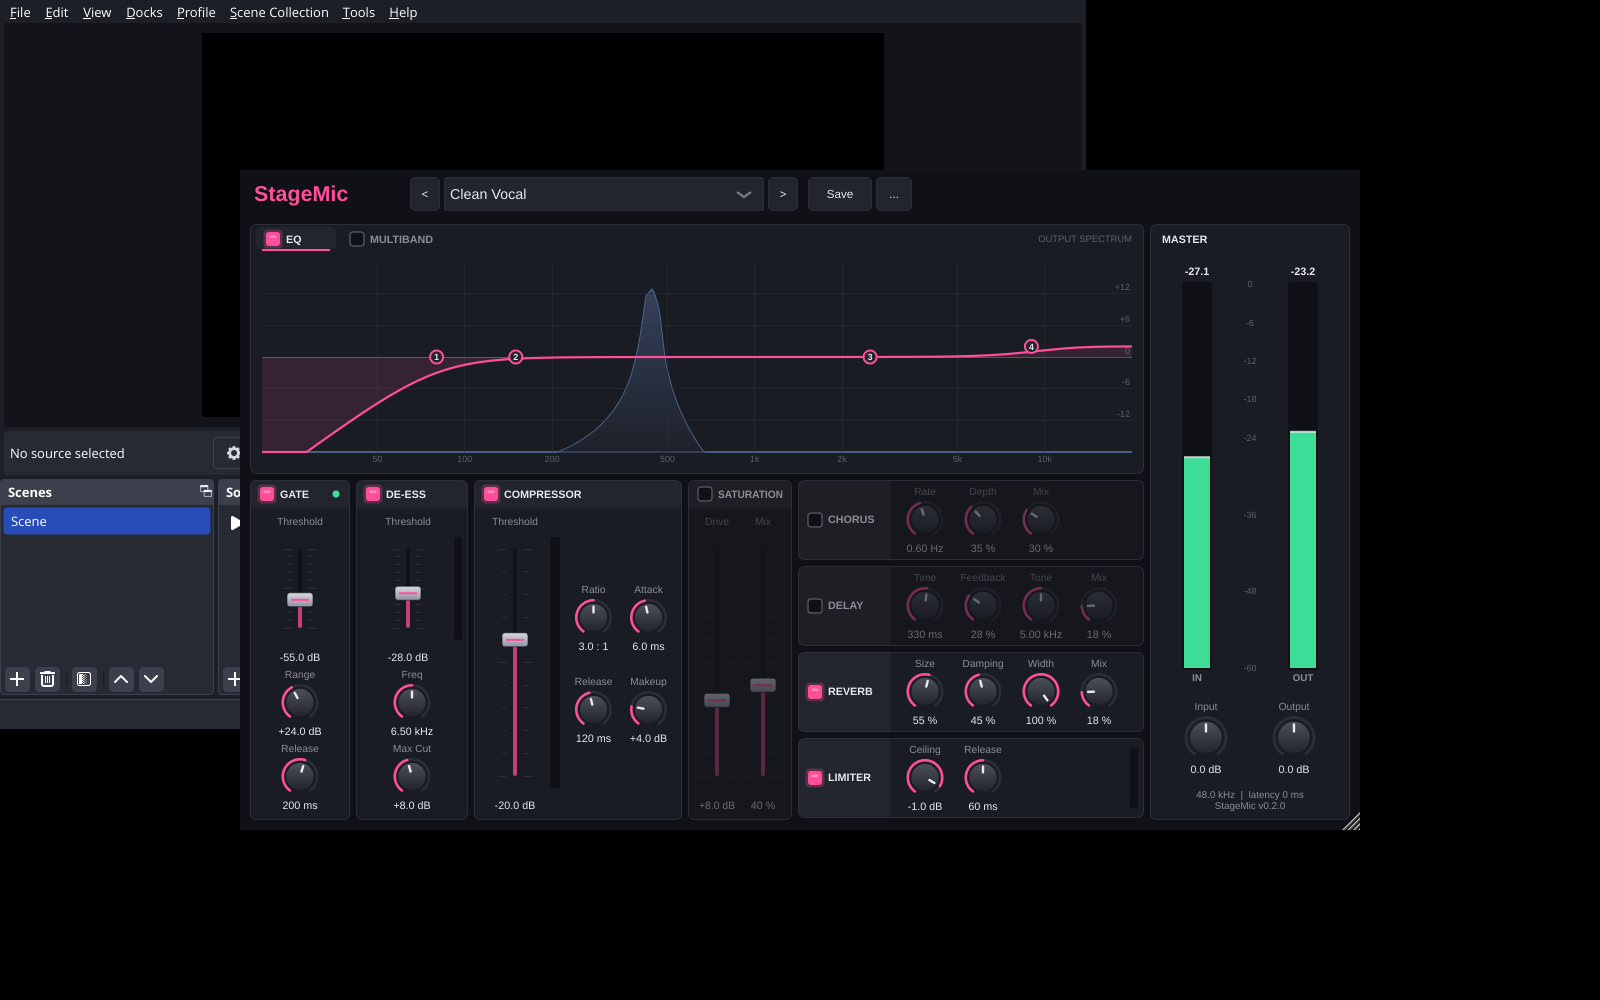 File Edit View Docks Profile Scene Collection Tools Help
StageMic
< Clean Vocal > Save ...
EQ MULTIBAND OUTPUT SPECTRUM
+12
+6
0
-6
-12
1 2 3 4
50 100 200 500 1k 2k 5k 10k
MASTER
-27.1 -23.2
0
-6
-12
-18
-24
-36
-48
-60
IN OUT
Input Output
0.0 dB 0.0 dB
48.0 kHz | latency 0 ms
StageMic v0.2.0
No source selected
Scenes So
Scene
GATE
Threshold
-55.0 dB
Range
+24.0 dB
Release
200 ms
DE-ESS
Threshold
-28.0 dB
Freq
6.50 kHz
Max Cut
+8.0 dB
COMPRESSOR
Threshold
-20.0 dB
Ratio Attack
3.0 : 1 6.0 ms
Release Makeup
120 ms +4.0 dB
SATURATION
Drive Mix
+8.0 dB 40 %
CHORUS
Rate Depth Mix
0.60 Hz 35 % 30 %
DELAY
Time Feedback Tone Mix
330 ms 28 % 5.00 kHz 18 %
REVERB
Size Damping Width Mix
55 % 45 % 100 % 18 %
LIMITER
Ceiling Release
-1.0 dB 60 ms